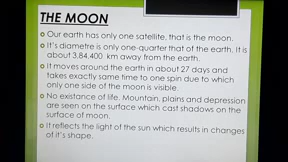 THE MOON
Our earth has only one satellite, that is the moon.
It's diametre is only one-quarter that of the earth. It is
about 3,84,400 km away from the earth.
It moves around the earth in about 27 days and
takes exactly same time to one spin due to which
only one side of the moon is visible.
No existance of life. Mountain, plains and depression
are seen on the surface which cast shadows on the
surface of moon.
It reflects the light of the sun which results in changes
of it's shape.